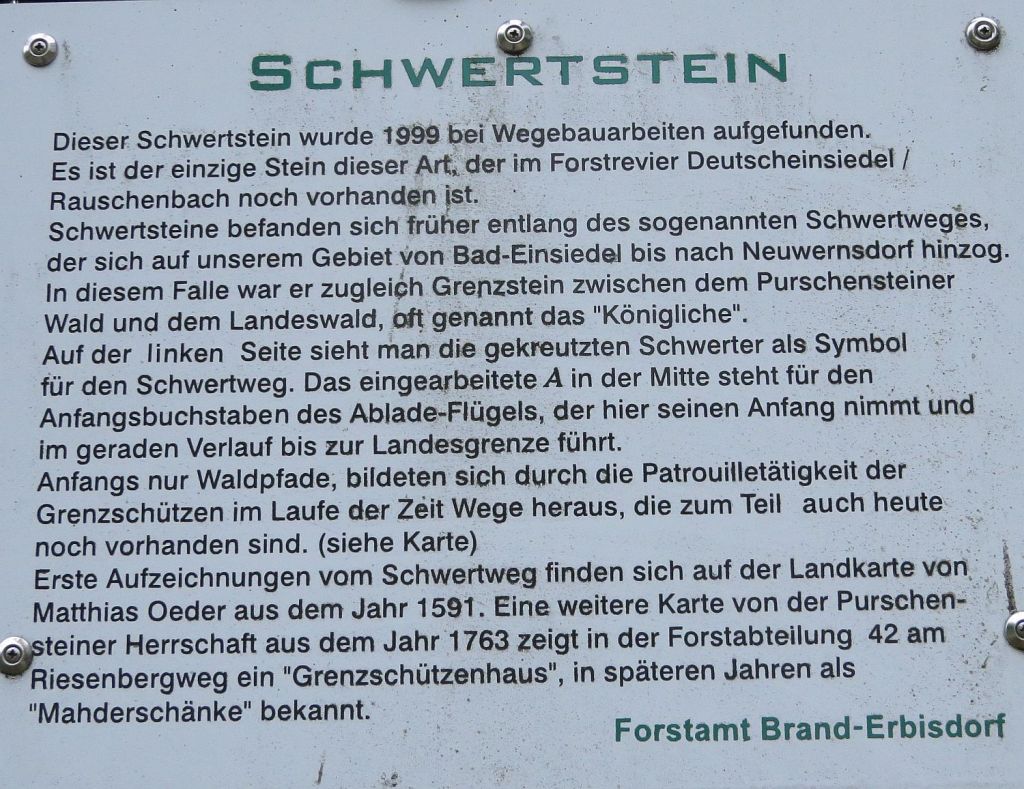 SCHWERTSTEIN
Dieser Schwertstein wurde 1999 bei Wegebauarbeiten aufgefunden.
Es ist der einzige Stein dieser Art, der im Forstrevier Deutscheinsiedel /
Rauschenbach noch vorhanden ist.
Schwertsteine befanden sich früher entlang des sogenannten Schwertweges,
der sich auf unserem Gebiet von Bad-Einsiedel bis nach Neuwernsdorf hinzog.
In diesem Falle war er zugleich Grenzstein zwischen dem Purschensteiner
Wald und dem Landeswald, oft genannt das "Königliche".
Auf der linken Seite sieht man die gekreutzten Schwerter als Symbol
für den Schwertweg. Das eingearbeitete A in der Mitte steht für den
Anfangsbuchstaben des Ablade-Flügels, der hier seinen Anfang nimmt und
im geraden Verlauf bis zur Landesgrenze führt.
Anfangs nur Waldpfade, bildeten sich durch die Patrouilletätigkeit der
Grenzschützen im Laufe der Zeit Wege heraus, die zum Teil auch heute
noch vorhanden sind. (siehe Karte)
Erste Aufzeichnungen vom Schwertweg finden sich auf der Landkarte von
Matthias Oeder aus dem Jahr 1591. Eine weitere Karte von der Purschen-
steiner Herrschaft aus dem Jahr 1763 zeigt in der Forstabteilung 42 am
Riesenbergweg ein "Grenzschützenhaus", in späteren Jahren als
"Mahderschänke" bekannt.
Forstamt Brand-Erbisdorf